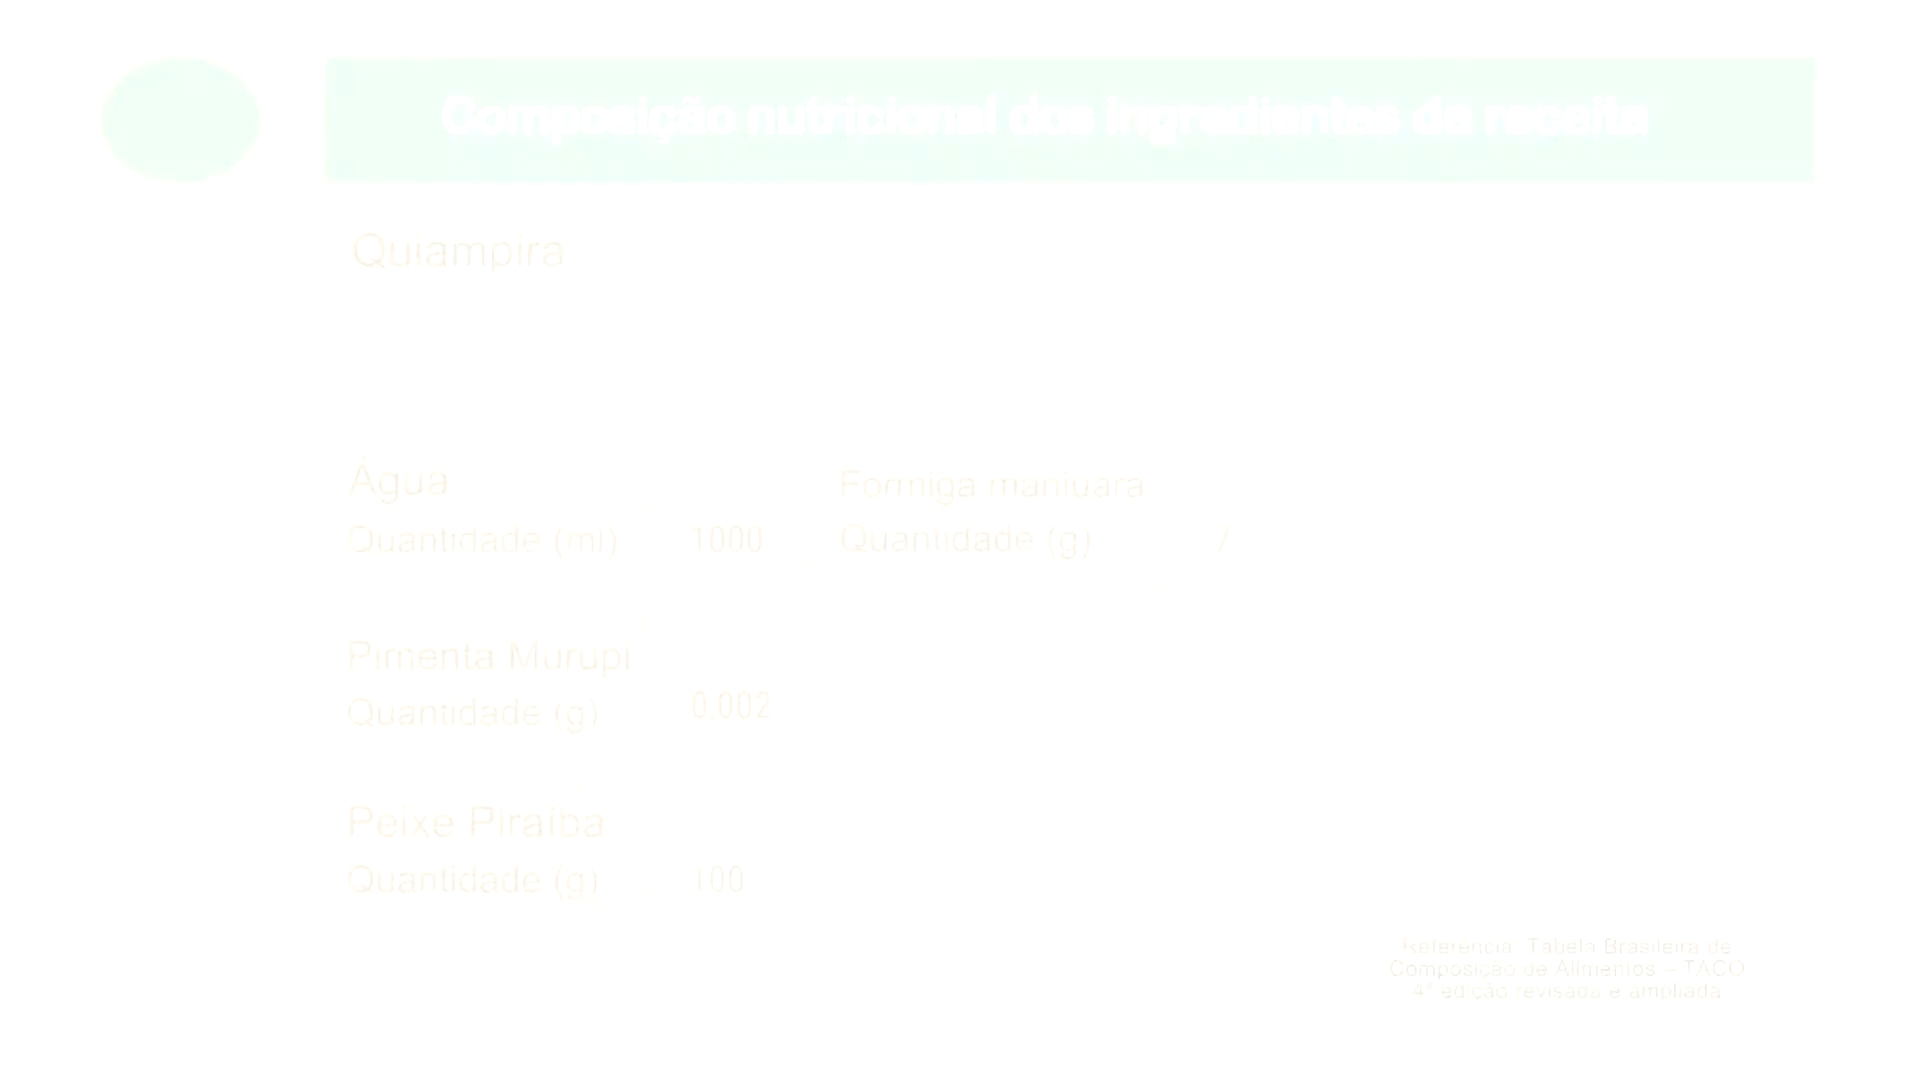 Composição nutricional dos ingredientes da receita
Quiampira
Água
Quantidade (ml) 1000
Formiga maniuara
Quantidade (g) /
Pimenta Murupi
Quantidade (g) 0,002
Peixe Piraíba
Quantidade (g) 100
Referência: Tabela Brasileira de
Composição de Alimentos – TACO
4ª edição revisada e ampliada